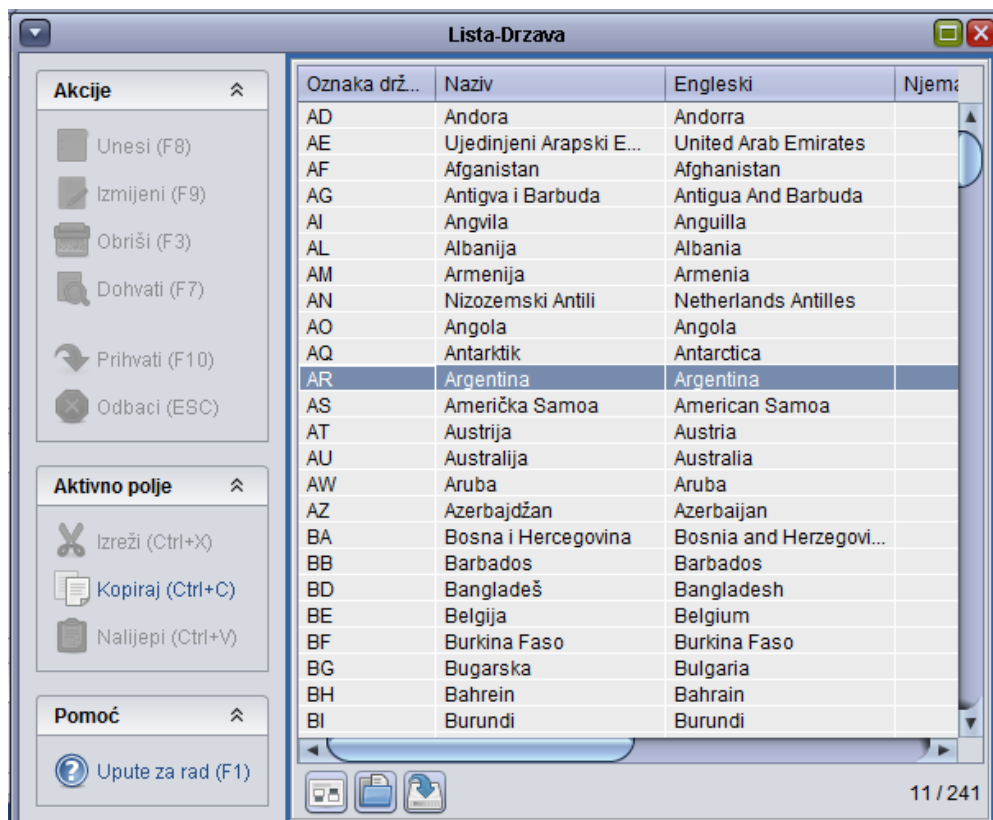 Lista-Drzava
Akcije
Unesi (F8)
Izmijeni (F9)
Obriši (F3)
Dohvati (F7)
Prihvati (F10)
Odbaci (ESC)
Aktivno polje
Izreži (Ctrl+X)
Kopiraj (Ctrl+C)
Nalijepi (Ctrl+V)
Pomoć
Upute za rad (F1)
Oznaka drž... Naziv Engleski Njema
AD Andora Andorra
AE Ujedinjeni Arapski E... United Arab Emirates
AF Afganistan Afghanistan
AG Antigva i Barbuda Antigua And Barbuda
AI Angvila Anguilla
AL Albanija Albania
AM Armenija Armenia
AN Nizozemski Antili Netherlands Antilles
AO Angola Angola
AQ Antarktik Antarctica
AR Argentina Argentina
AS Američka Samoa American Samoa
AT Austrija Austria
AU Australija Australia
AW Aruba Aruba
AZ Azerbajdžan Azerbaijan
BA Bosna i Hercegovina Bosnia and Herzegovi...
BB Barbados Barbados
BD Bangladeš Bangladesh
BE Belgija Belgium
BF Burkina Faso Burkina Faso
BG Bugarska Bulgaria
BH Bahrein Bahrain
BI Burundi Burundi
11 / 241